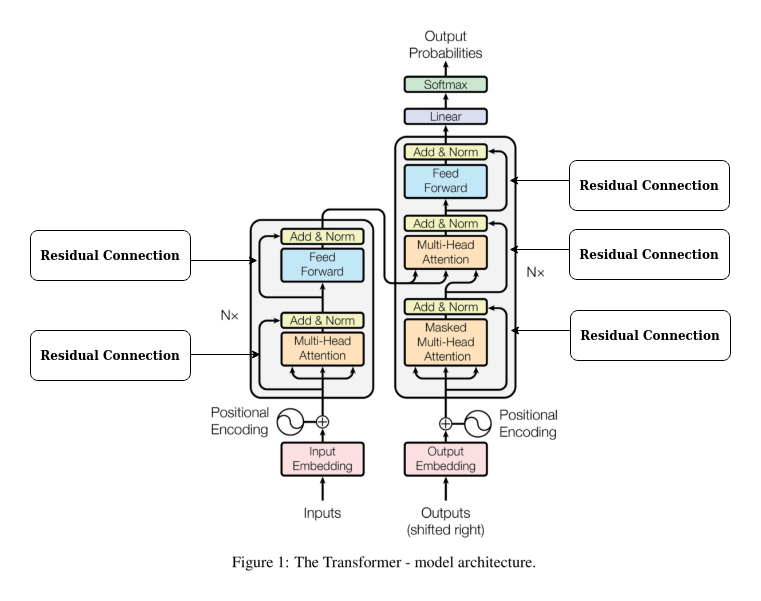 Output
Probabilities
Softmax
Linear
Add & Norm
Feed
Forward
Residual Connection
Add & Norm
Multi-Head
Attention
Residual Connection
N×
Add & Norm
Masked
Multi-Head
Attention
Residual Connection
Positional
Encoding
Output
Embedding
Outputs
(shifted right)
Add & Norm
Feed
Forward
Residual Connection
N×
Add & Norm
Multi-Head
Attention
Residual Connection
Positional
Encoding
Input
Embedding
Inputs
Figure 1: The Transformer - model architecture.